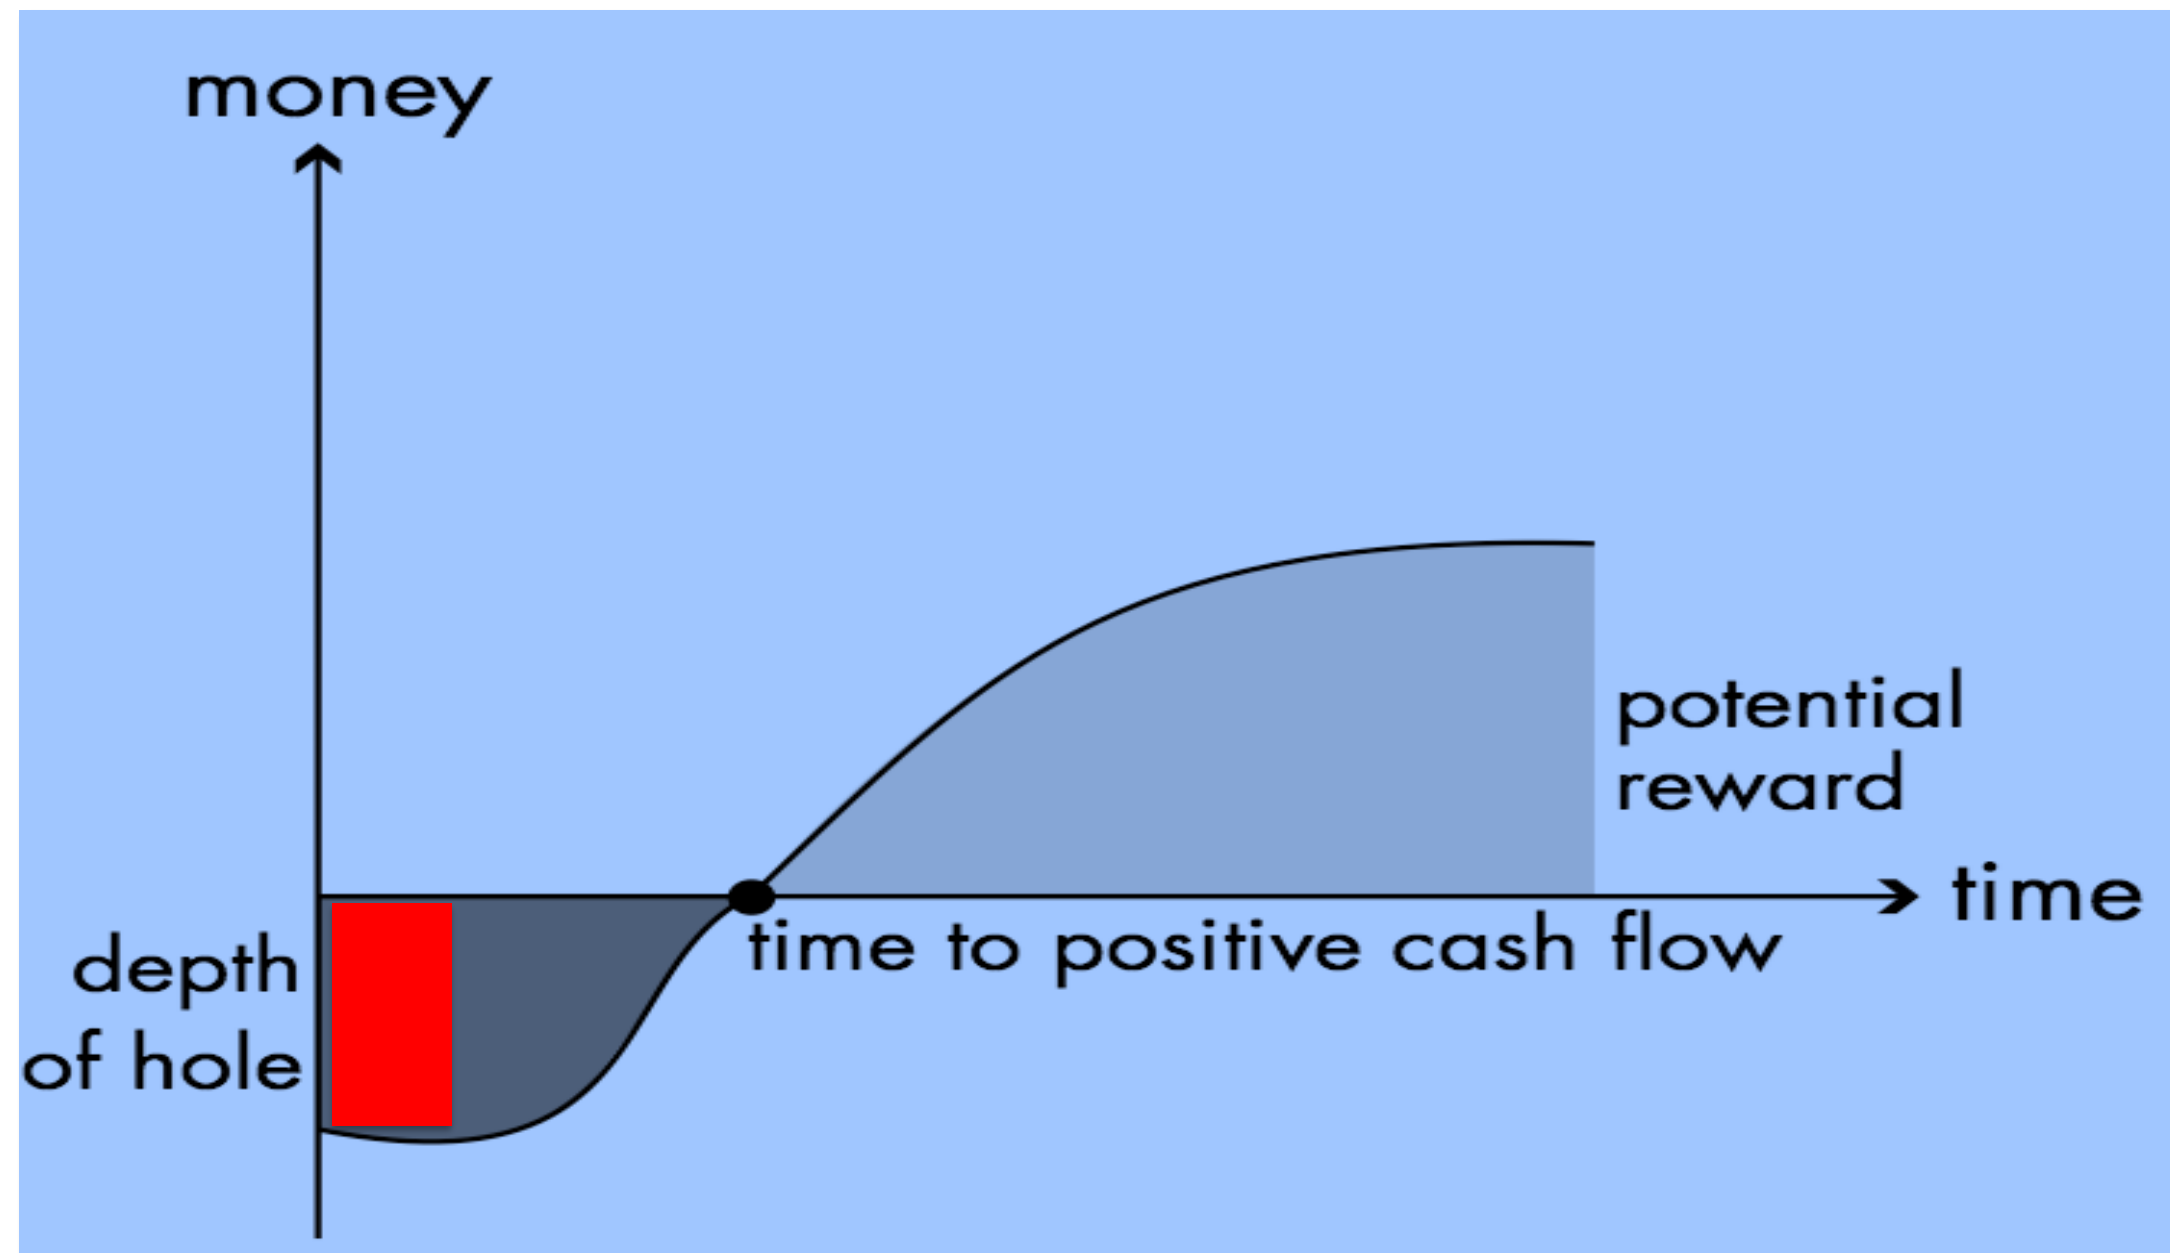 money
potential
reward
time
time to positive cash flow
depth
of hole